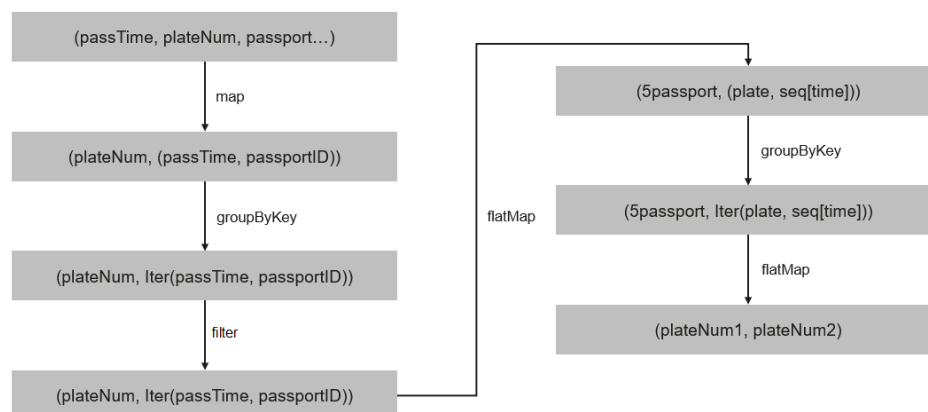 (passTime, plateNum, passport…)
map
(plateNum, (passTime, passportID))
groupByKey
(plateNum, Iter(passTime, passportID))
filter
(plateNum, Iter(passTime, passportID))
flatMap
(5passport, (plate, seq[time]))
groupByKey
(5passport, Iter(plate, seq[time]))
flatMap
(plateNum1, plateNum2)